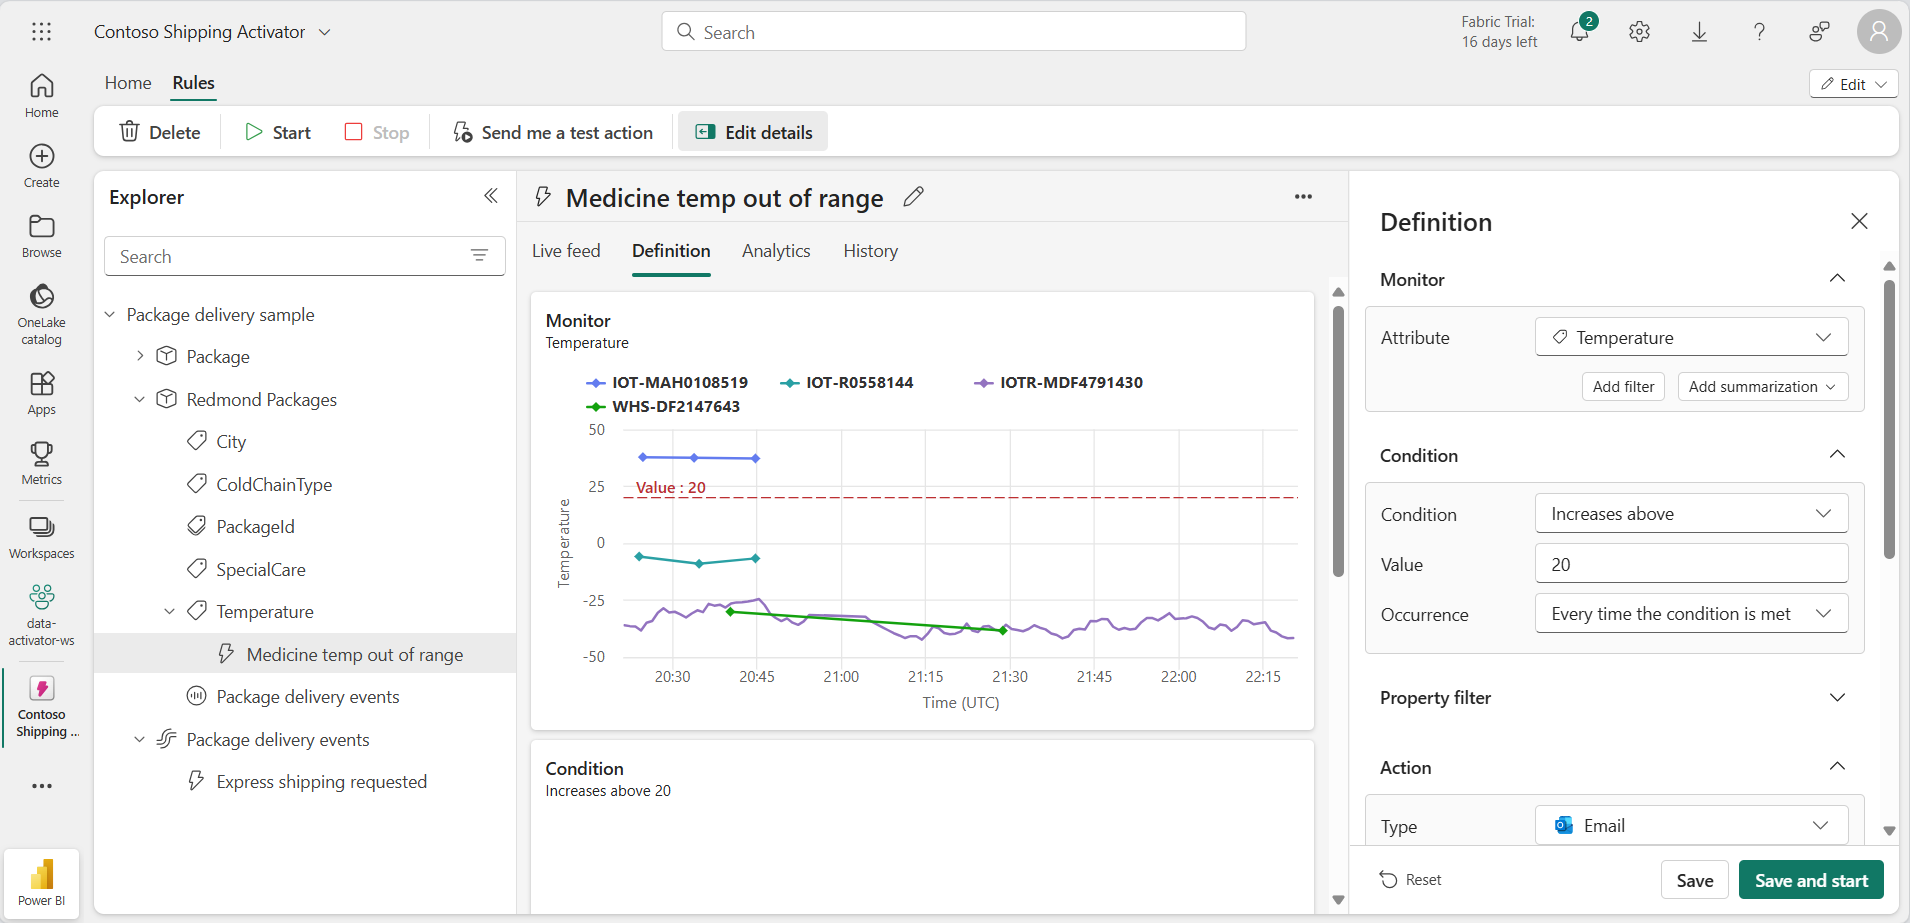 Contoso Shipping Activator
Search
Fabric Trial:
16 days left
2
Home
Rules
Edit
Delete
Start
Stop
Send me a test action
Edit details
Home
Create
Browse
OneLake
catalog
Apps
Metrics
Workspaces
data-
activator-ws
Contoso
Shipping ...
Power BI
Explorer
Search
Package delivery sample
Package
Redmond Packages
City
ColdChainType
PackageId
SpecialCare
Temperature
Medicine temp out of range
Package delivery events
Package delivery events
Express shipping requested
Medicine temp out of range
Live feed
Definition
Analytics
History
Monitor
Temperature
IOT-MAH0108519
IOT-R0558144
IOTR-MDF4791430
WHS-DF2147643
50
25
0
-25
-50
Temperature
Value : 20
20:30
20:45
21:00
21:15
21:30
21:45
22:00
22:15
Time (UTC)
Condition
Increases above 20
Definition
Monitor
Attribute
Temperature
Add filter
Add summarization
Condition
Condition
Increases above
Value
20
Occurrence
Every time the condition is met
Property filter
Action
Type
Email
Reset
Save
Save and start